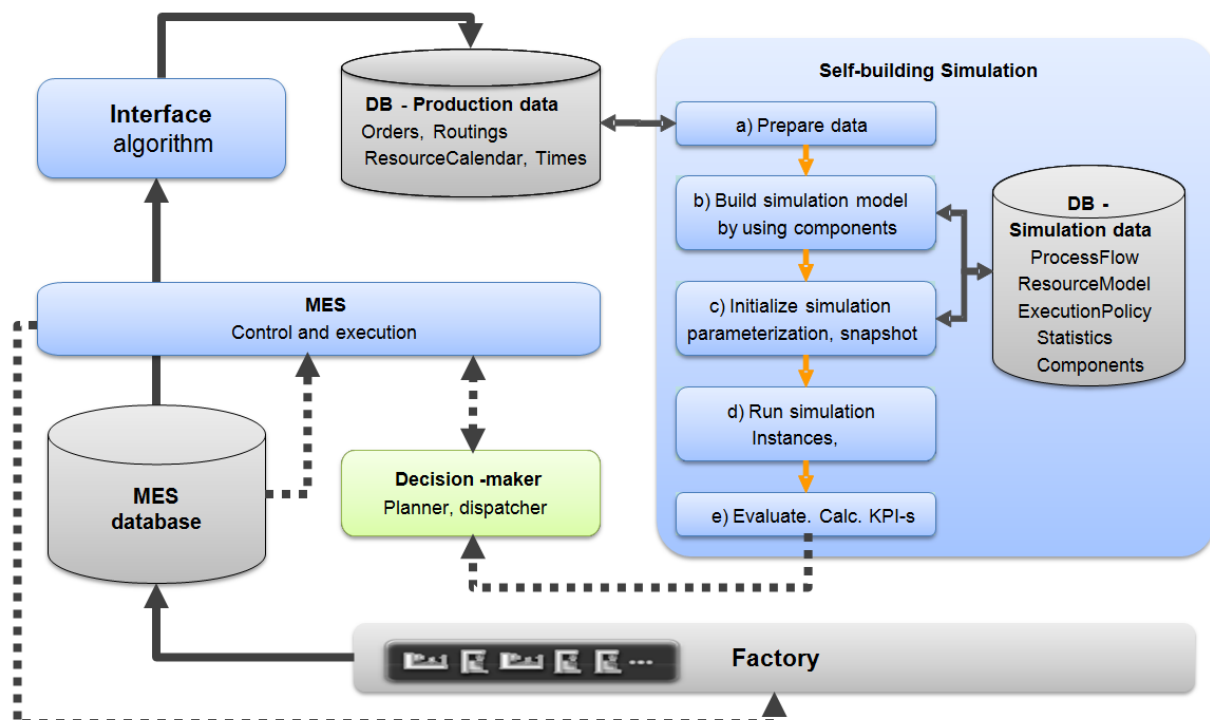 Self-building Simulation
Interface
algorithm
DB - Production data
Orders, Routings
ResourceCalendar, Times
a) Prepare data
b) Build simulation model
by using components
DB -
Simulation data
ProcessFlow
ResourceModel
ExecutionPolicy
Statistics
Components
MES
Control and execution
c) Initialize simulation
parameterization, snapshot
d) Run simulation
Instances,
MES
database
Decision -maker
Planner, dispatcher
e) Evaluate. Calc. KPI-s
Factory